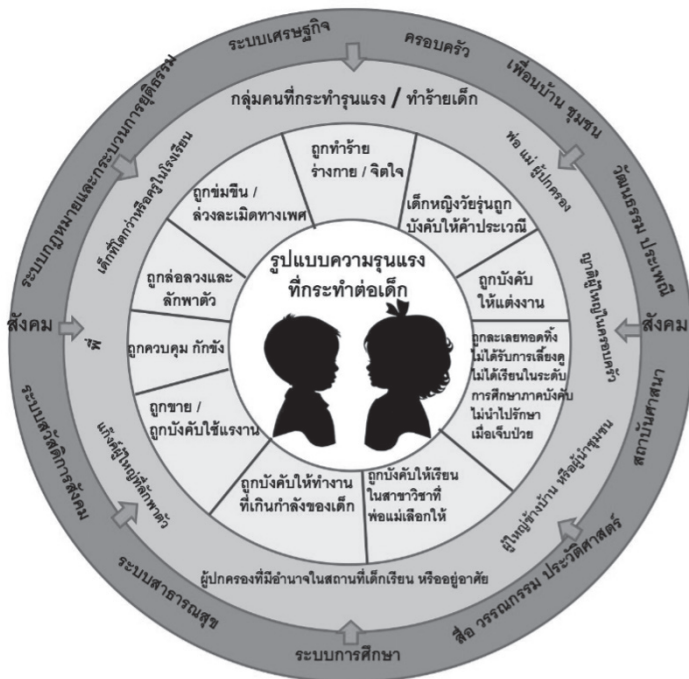 ระบบเศรษฐกิจ
ครอบครัว
เพื่อนบ้าน ชุมชน
วัฒนธรรม ประเพณี
สังคม
สถาบันศาสนา
สื่อ วรรณกรรม ประวัติศาสตร์
ระบบการศึกษา
ระบบสาธารณสุข
ระบบสวัสดิการสังคม
สังคม
ระบบกฎหมายและกระบวนการยุติธรรม
กลุ่มคนที่กระทำรุนแรง / ทำร้ายเด็ก
พ่อ แม่ ผู้ปกครอง
ญาติผู้ใหญ่ในครอบครัว
ผู้ใหญ่ข้างบ้าน หรือผู้นำชุมชน
ผู้ปกครองที่มีอำนาจในสถานที่เด็กเรียน หรืออยู่อาศัย
แก๊งค์ผู้ใหญ่ที่ลักพาตัว
พี่
เด็กที่โตกว่าหรือครูในโรงเรียน
ถูกทำร้าย
ร่างกาย / จิตใจ
เด็กหญิงวัยรุ่นถูก
บังคับให้ค้าประเวณี
ถูกบังคับ
ให้แต่งงาน
ถูกละเลยทอดทิ้ง
ไม่ได้รับการเลี้ยงดู
ไม่ได้เรียนในระดับ
การศึกษาภาคบังคับ
ไม่นำไปรักษา
เมื่อเจ็บป่วย
ถูกบังคับให้เรียน
ในสาขาวิชาที่
พ่อแม่เลือกให้
ถูกบังคับให้ทำงาน
ที่เกินกำลังของเด็ก
ถูกขาย /
ถูกบังคับใช้แรงงาน
ถูกควบคุม กักขัง
ถูกล่อลวงและ
ลักพาตัว
ถูกข่มขืน /
ล่วงละเมิดทางเพศ
รูปแบบความรุนแรง
ที่กระทำต่อเด็ก